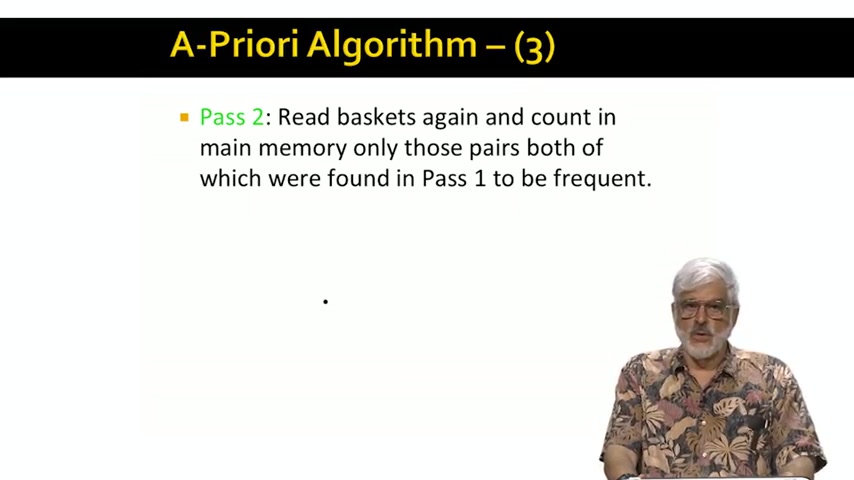 A-Priori Algorithm – (3)
Pass 2: Read baskets again and count in
main memory only those pairs both of
which were found in Pass 1 to be frequent.